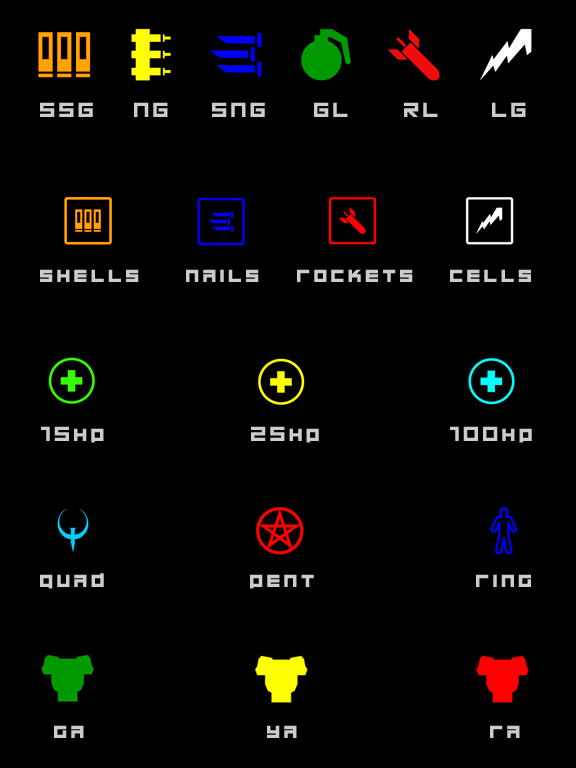 SSG NG SNG GL RL LG
SHELLS NAILS ROCKETS CELLS
15HP 25HP 100HP
QUAD PENT RING
GA YA RA